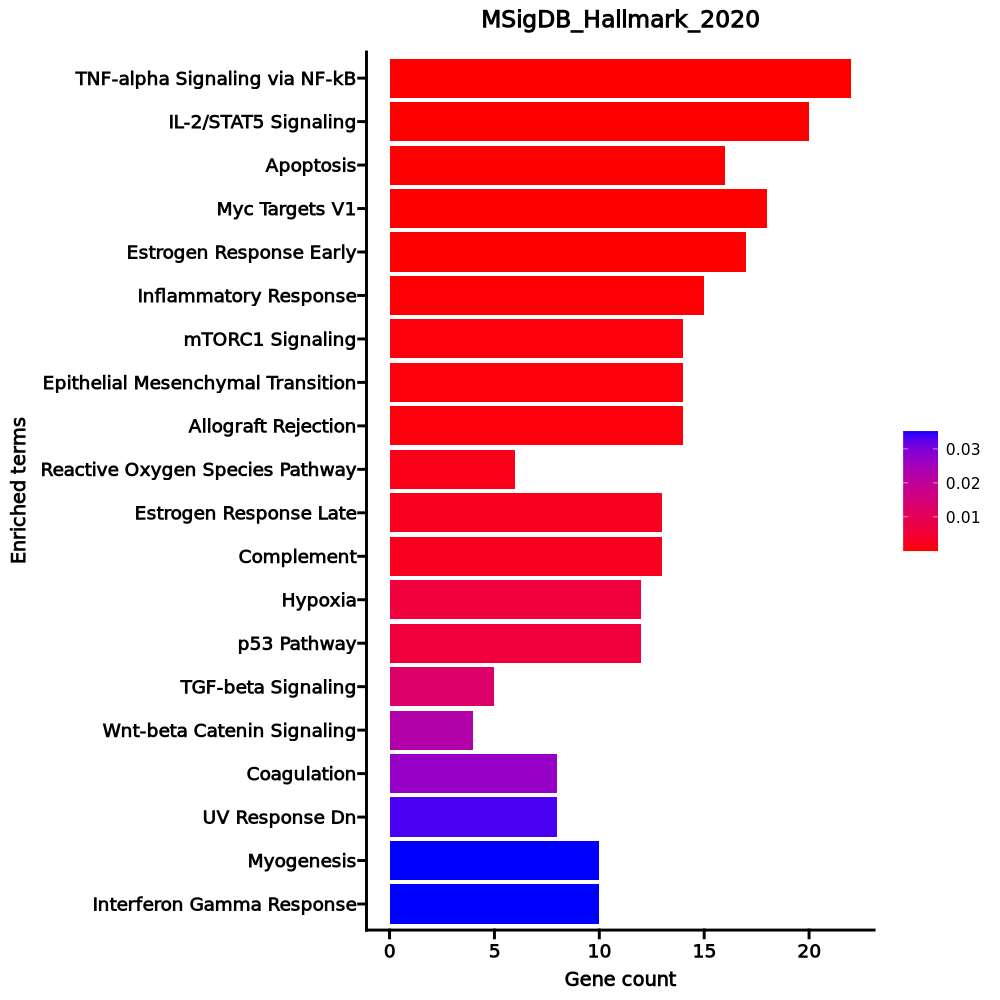 MSigDB_Hallmark_2020
TNF-alpha Signaling via NF-kB
IL-2/STAT5 Signaling
Apoptosis
Myc Targets V1
Estrogen Response Early
Inflammatory Response
mTORC1 Signaling
Epithelial Mesenchymal Transition
Allograft Rejection
Reactive Oxygen Species Pathway
Estrogen Response Late
Complement
Hypoxia
p53 Pathway
TGF-beta Signaling
Wnt-beta Catenin Signaling
Coagulation
UV Response Dn
Myogenesis
Interferon Gamma Response
Enriched terms
0 5 10 15 20
Gene count
0.03
0.02
0.01